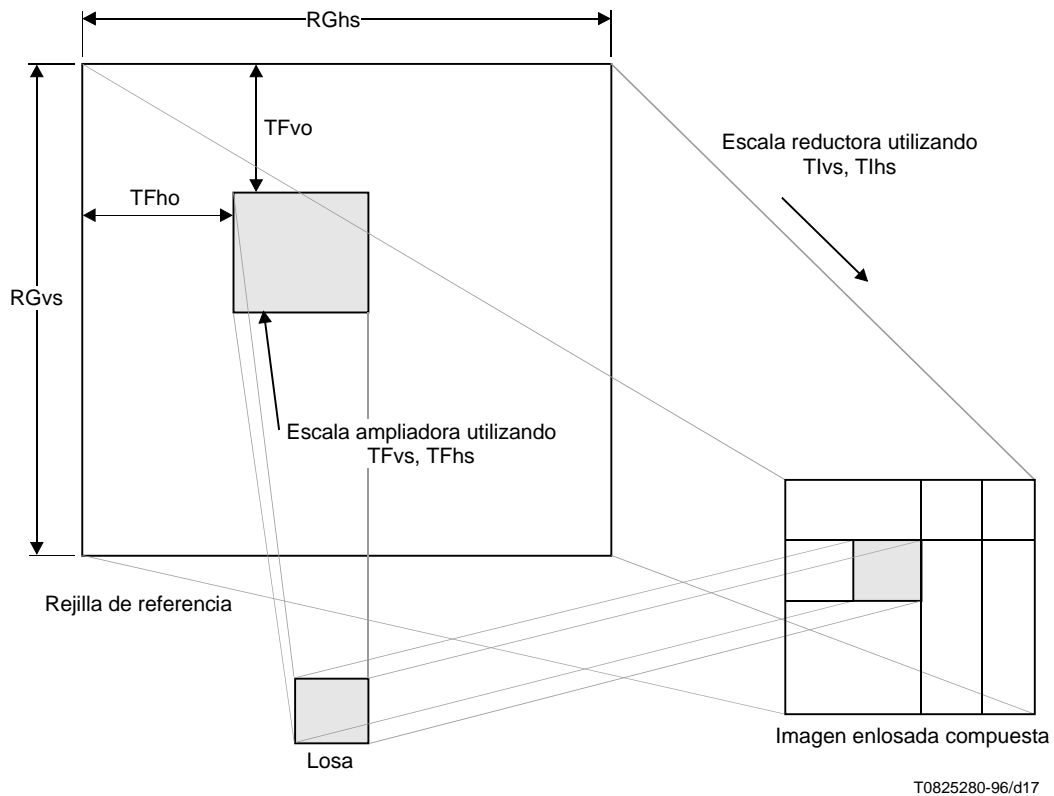 RGhs
TFvo
Escala reductora utilizando
TIvs, TIhs
TFho
RGvs
Escala ampliadora utilizando
TFvs, TFhs
Rejilla de referencia
Imagen enlosada compuesta
Losa
T0825280-96/d17